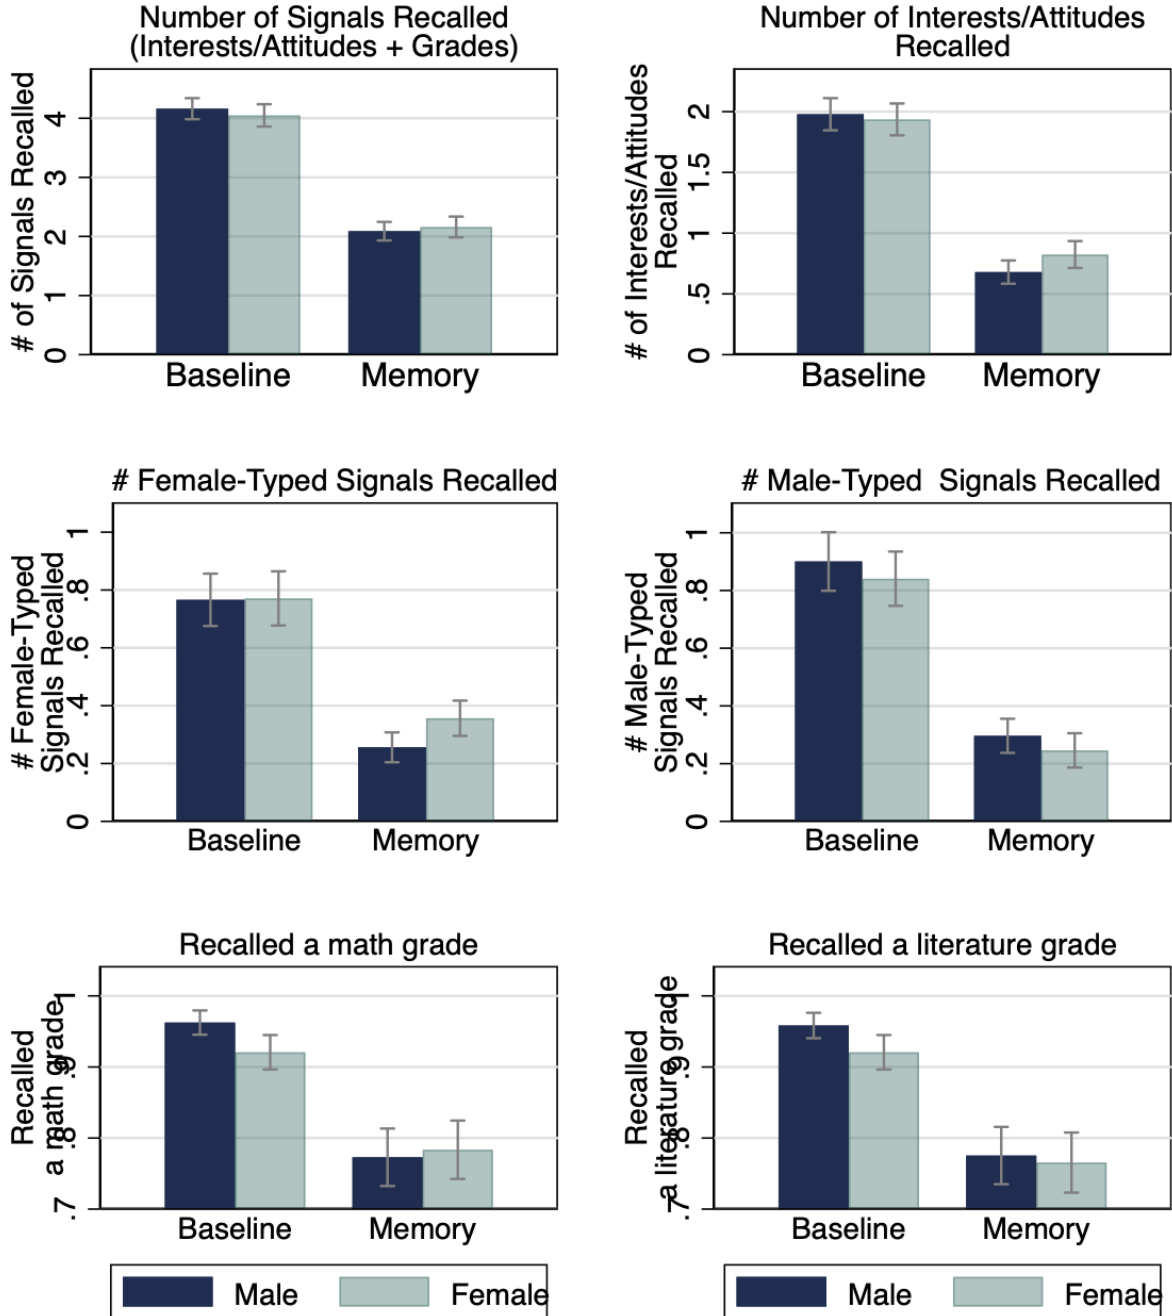 Number of Signals Recalled
(Interests/Attitudes + Grades)
# of Signals Recalled
4
3
2
1
0
Baseline Memory
Number of Interests/Attitudes
Recalled
# of Interests/Attitudes
Recalled
2
1.5
1
.5
0
Baseline Memory
# Female-Typed Signals Recalled
# Female-Typed
Signals Recalled
1
.8
.6
.4
.2
0
Baseline Memory
# Male-Typed Signals Recalled
# Male-Typed
Signals Recalled
1
.8
.6
.4
.2
0
Baseline Memory
Recalled a math grade
Recalled
a math grade
1
.9
.8
.7
Baseline Memory
Male Female
Recalled a literature grade
Recalled
a literature grade
1
.9
.8
.7
Baseline Memory
Male Female